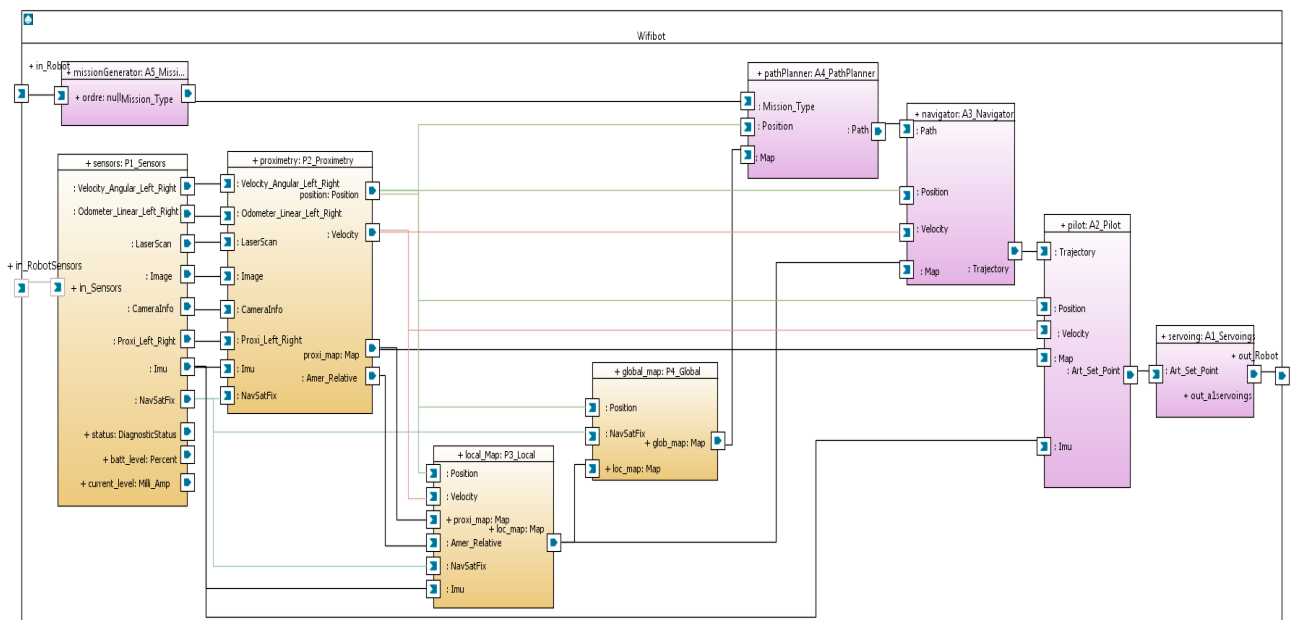 Wifibot
+ in_Robot
+ missionGenerator: A5_Missi...
+ ordre: null
Mission_Type
+ pathPlanner: A4_PathPlanner
: Mission_Type
: Position
: Path
: Map
+ navigator: A3_Navigator
: Path
: Position
: Velocity
: Map
: Trajectory
+ in_RobotSensors
+ sensors: P1_Sensors
: Velocity_Angular_Left_Right
: Odometer_Linear_Left_Right
: LaserScan
: Image
+ in_Sensors
: CameraInfo
: Proxi_Left_Right
: Imu
: NavSatFix
+ status: DiagnosticStatus
+ batt_level: Percent
+ current_level: Milli_Amp
+ proximetry: P2_Proximetry
: Velocity_Angular_Left_Right
position: Position
: Odometer_Linear_Left_Right
: Velocity
: LaserScan
: Image
: CameraInfo
: Proxi_Left_Right
proxi_map: Map
: Imu
: Amer_Relative
: NavSatFix
+ local_Map: P3_Local
: Position
: Velocity
+ proxi_map: Map
+ loc_map: Map
: Amer_Relative
: NavSatFix
: Imu
+ global_map: P4_Global
: Position
: NavSatFix
+ glob_map: Map
+ loc_map: Map
+ pilot: A2_Pilot
: Trajectory
: Position
: Velocity
: Map
: Art_Set_Point
: Imu
+ servoing: A1_Servoings
+ out_Robot
: Art_Set_Point
+ out_a1servoings